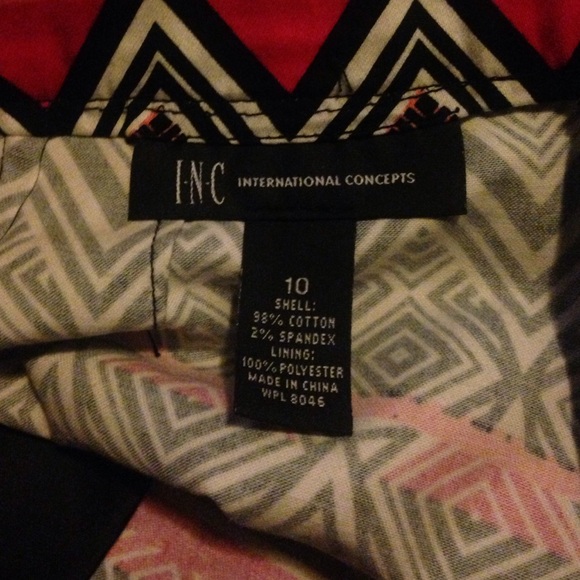 I·N·C INTERNATIONAL CONCEPTS
10
SHELL:
98% COTTON
2% SPANDEX
LINING:
100% POLYESTER
MADE IN CHINA
WPL 8046